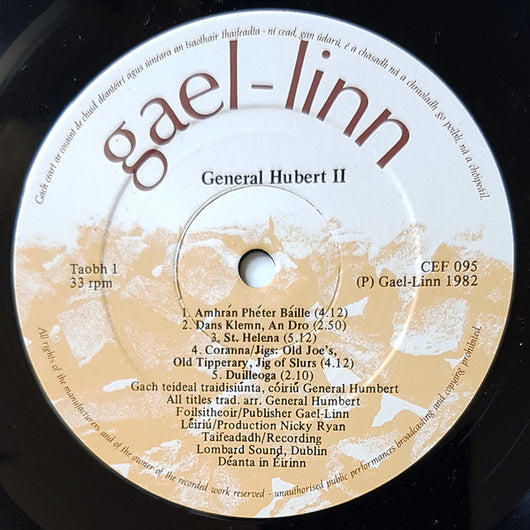 Gach ceart ar cosaint de chuid déantóirí agus úntara an tsaothair thaifeadta - ní cead, gan údarú, é a chasadh ná a chraoladh go poiblí, ná a chóipeáil.
gael-linn
General Hubert II
Taobh 1
33 rpm
CEF 095
(P) Gael-Linn 1982
1. Amhrán Phéter Báille (4.12)
2. Dans Klemn, An Dro (2.50)
3. St. Helena (5.12)
4. Coranna/Jigs: Old Joe's,
Old Tipperary, Jig of Slurs (4.12)
5. Duilleoga (2.10)
Gach teideal traidisiúnta, cóiriú General Humbert
All titles trad. arr. General Humbert
Foilsitheoir/Publisher Gael-Linn
Léiriú/Production Nicky Ryan
Taifeadadh/Recording
Lombard Sound, Dublin
Déanta in Éirinn
All rights of the manufacturers and of the owner of the recorded work reserved - unauthorised public performances broadcasting and copying prohibited.